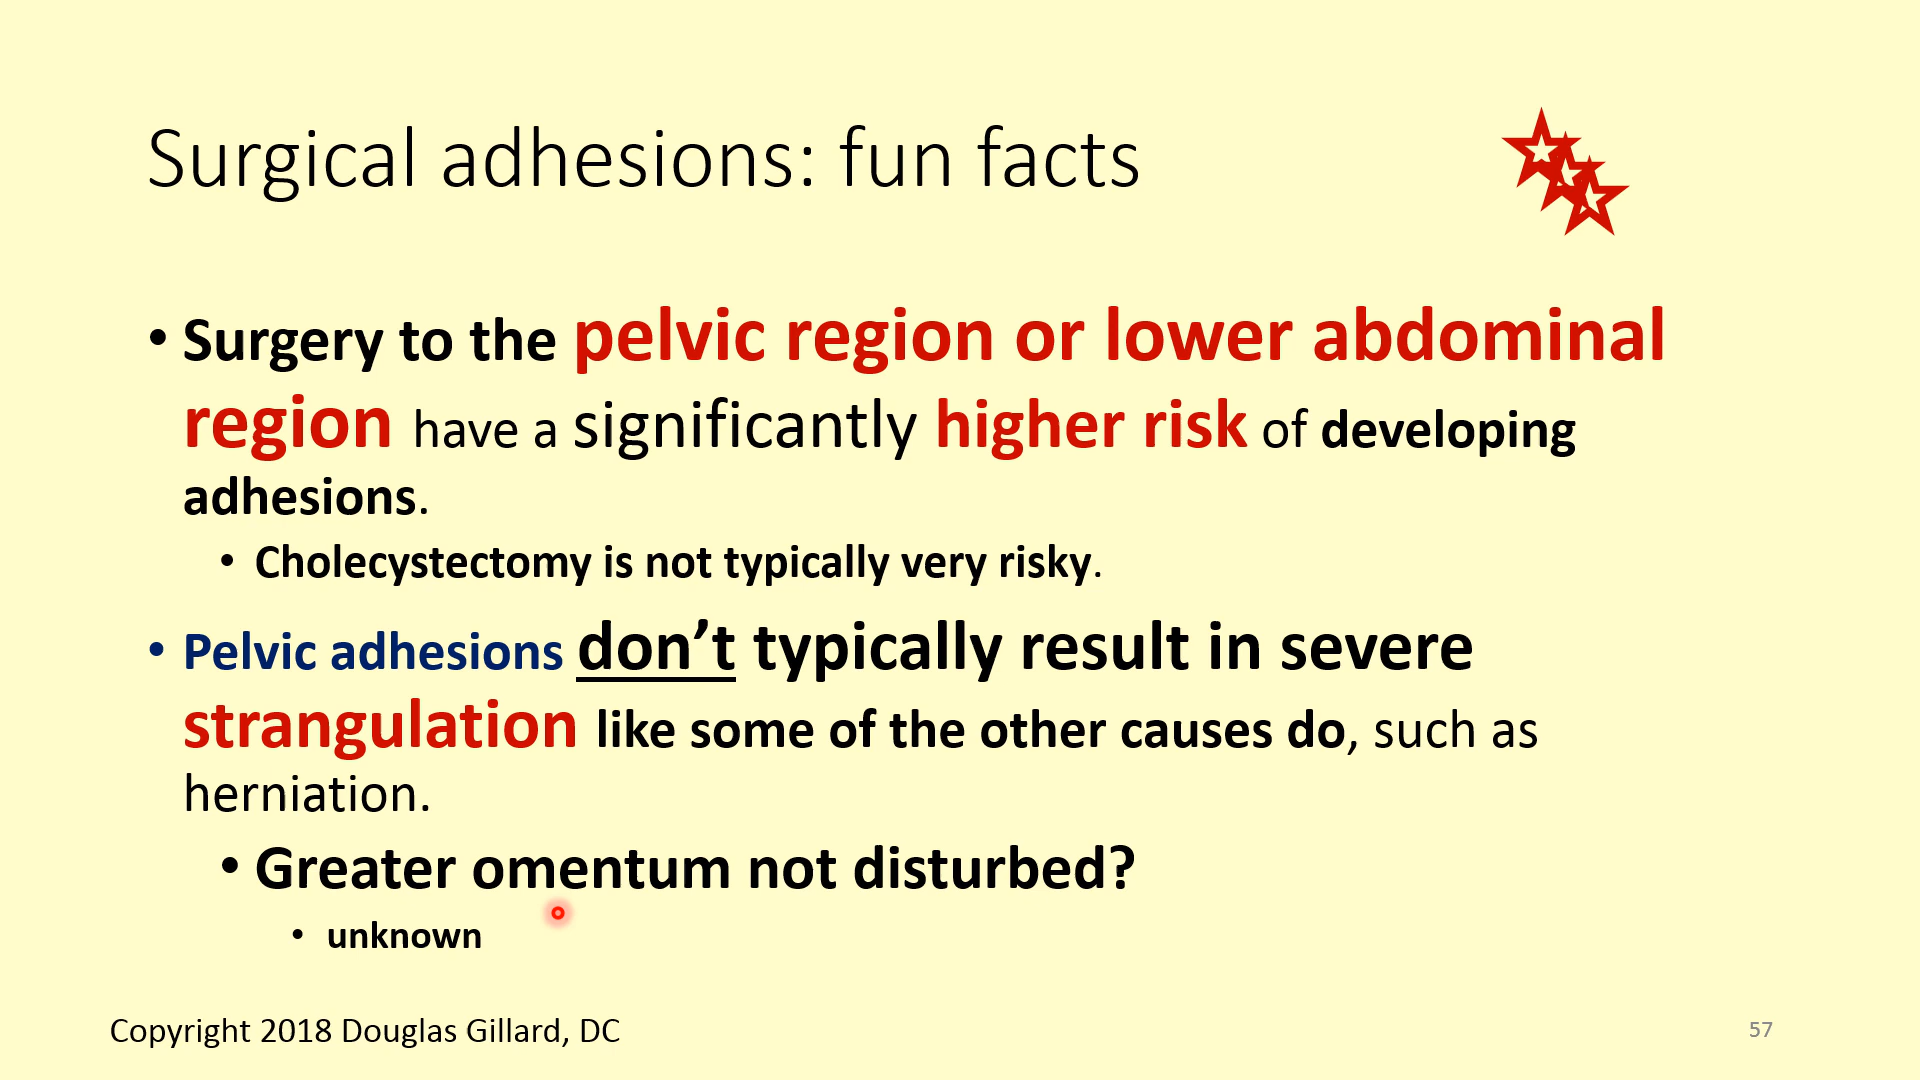 Surgical adhesions: fun facts
• Surgery to the pelvic region or lower abdominal
region have a significantly higher risk of developing
adhesions.
• Cholecystectomy is not typically very risky.
• Pelvic adhesions don’t typically result in severe
strangulation like some of the other causes do, such as
herniation.
• Greater omentum not disturbed?
• unknown
Copyright 2018 Douglas Gillard, DC
57